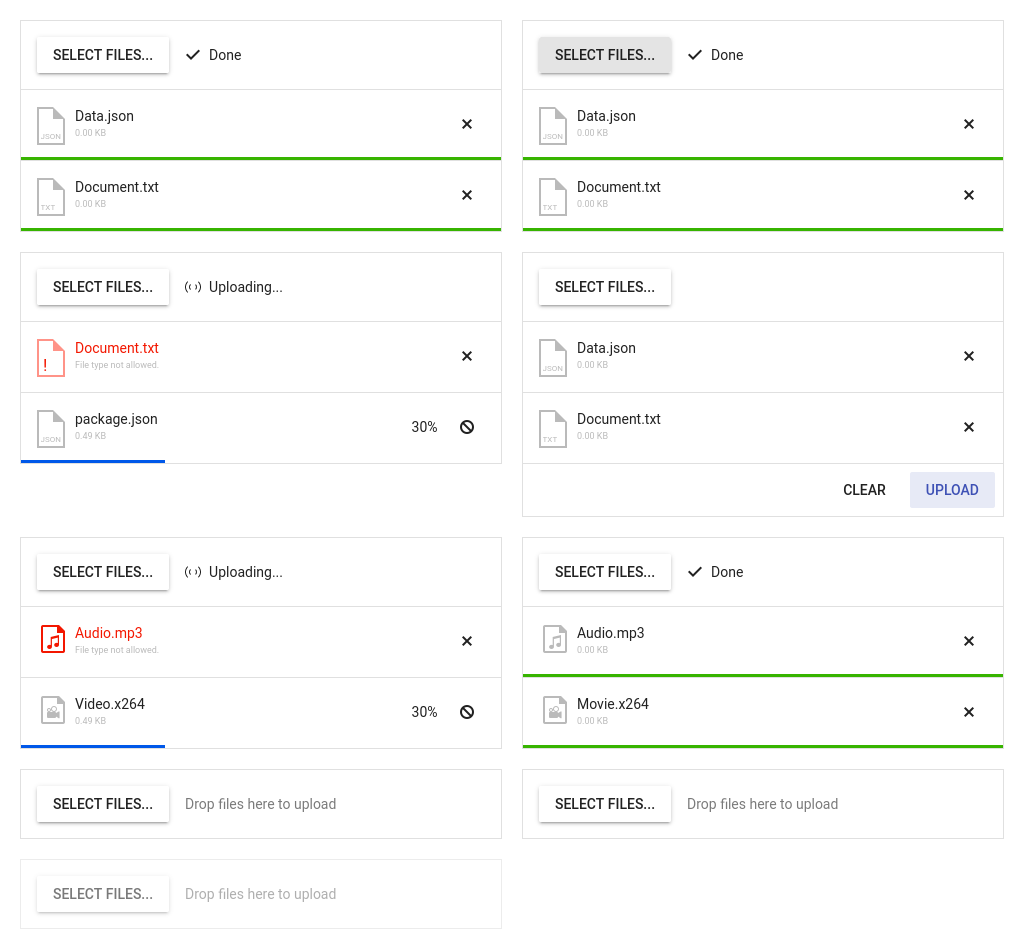 SELECT FILES... Done
Data.json
0.00 KB
JSON
Document.txt
0.00 KB
TXT
SELECT FILES... Done
Data.json
0.00 KB
JSON
Document.txt
0.00 KB
TXT
SELECT FILES... Uploading...
Document.txt
File type not allowed.
!
package.json
0.49 KB
JSON
30%
SELECT FILES...
Data.json
0.00 KB
JSON
Document.txt
0.00 KB
TXT
CLEAR UPLOAD
SELECT FILES... Uploading...
Audio.mp3
File type not allowed.
Video.x264
0.49 KB
30%
SELECT FILES... Done
Audio.mp3
0.00 KB
Movie.x264
0.00 KB
SELECT FILES... Drop files here to upload
SELECT FILES... Drop files here to upload
SELECT FILES... Drop files here to upload